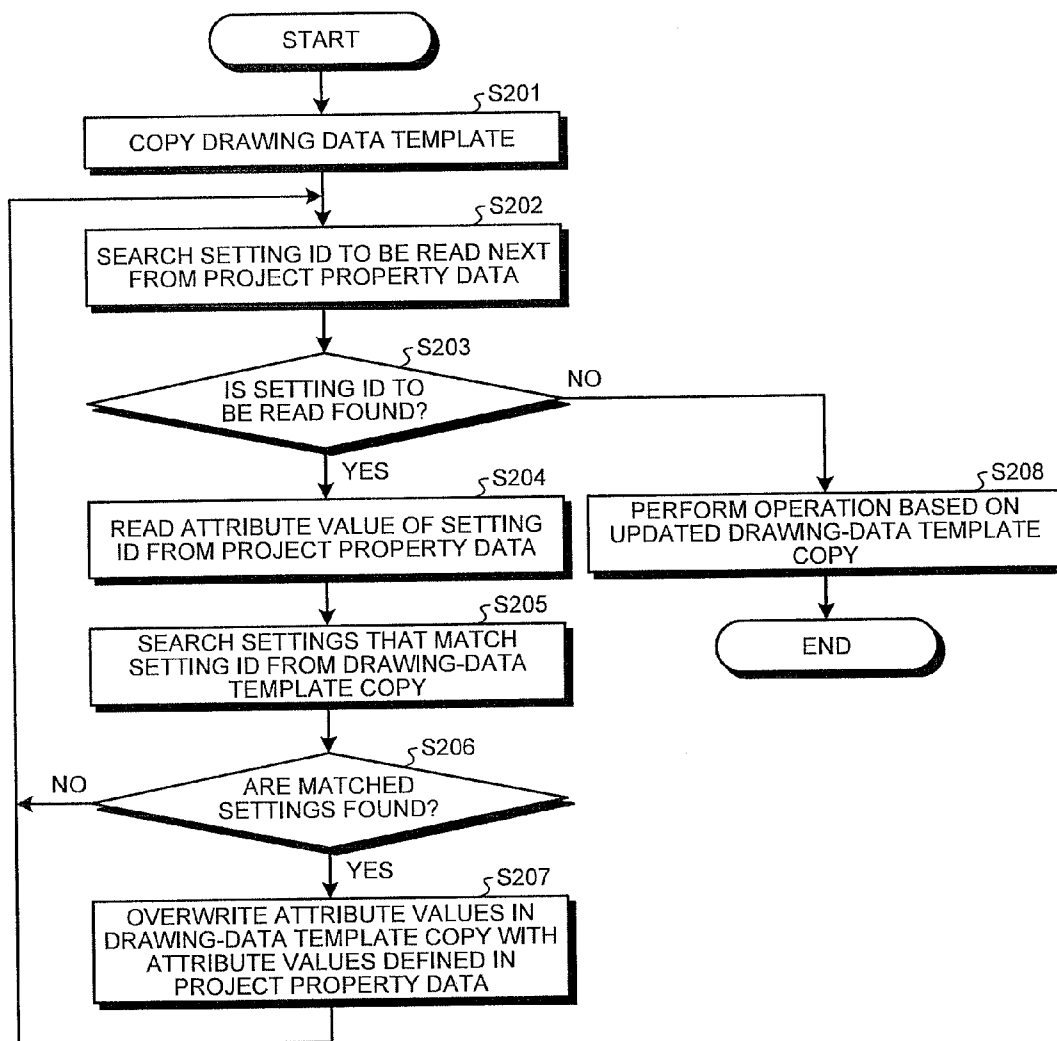 START
S201
COPY DRAWING DATA TEMPLATE
S202
SEARCH SETTING ID TO BE READ NEXT
FROM PROJECT PROPERTY DATA
S203
IS SETTING ID TO
BE READ FOUND?
NO
YES
S204
READ ATTRIBUTE VALUE OF SETTING
ID FROM PROJECT PROPERTY DATA
S208
PERFORM OPERATION BASED ON
UPDATED DRAWING-DATA TEMPLATE
COPY
END
S205
SEARCH SETTINGS THAT MATCH
SETTING ID FROM DRAWING-DATA
TEMPLATE COPY
S206
ARE MATCHED
SETTINGS FOUND?
NO
YES
S207
OVERWRITE ATTRIBUTE VALUES IN
DRAWING-DATA TEMPLATE COPY WITH
ATTRIBUTE VALUES DEFINED IN
PROJECT PROPERTY DATA